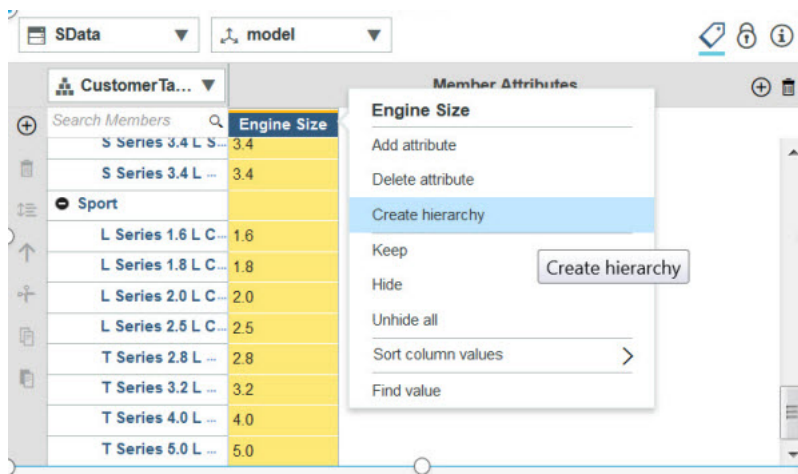 SData
model
CustomerTa...
Member Attributes
Search Members
Engine Size
S Series 3.4 L S... 3.4
S Series 3.4 L ... 3.4
Sport
L Series 1.6 L C... 1.6
L Series 1.8 L C... 1.8
L Series 2.0 L C... 2.0
L Series 2.5 L C... 2.5
T Series 2.8 L ... 2.8
T Series 3.2 L ... 3.2
T Series 4.0 L ... 4.0
T Series 5.0 L ... 5.0
Engine Size
Add attribute
Delete attribute
Create hierarchy
Keep
Create hierarchy
Hide
Unhide all
Sort column values
Find value